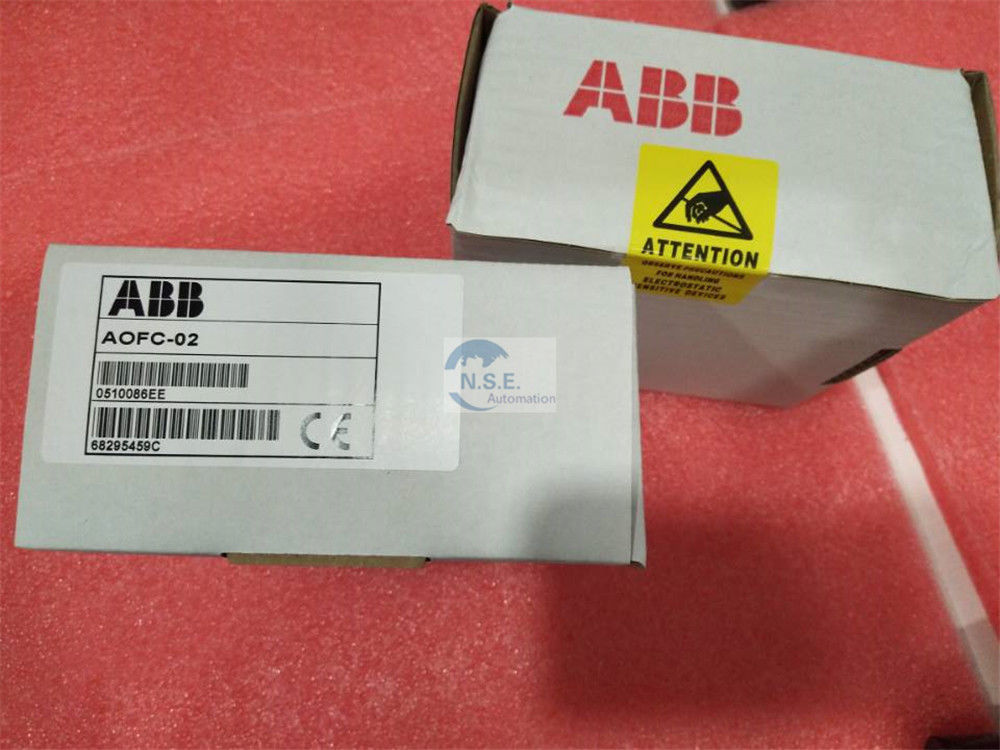 ABB
ATTENTION
OBSERVE PRECAUTIONS
FOR HANDLING
ELECTROSTATIC
SENSITIVE DEVICES
ABB
AOFC-02
0510086EE
68295459C
CE
N.S.E.
Automation